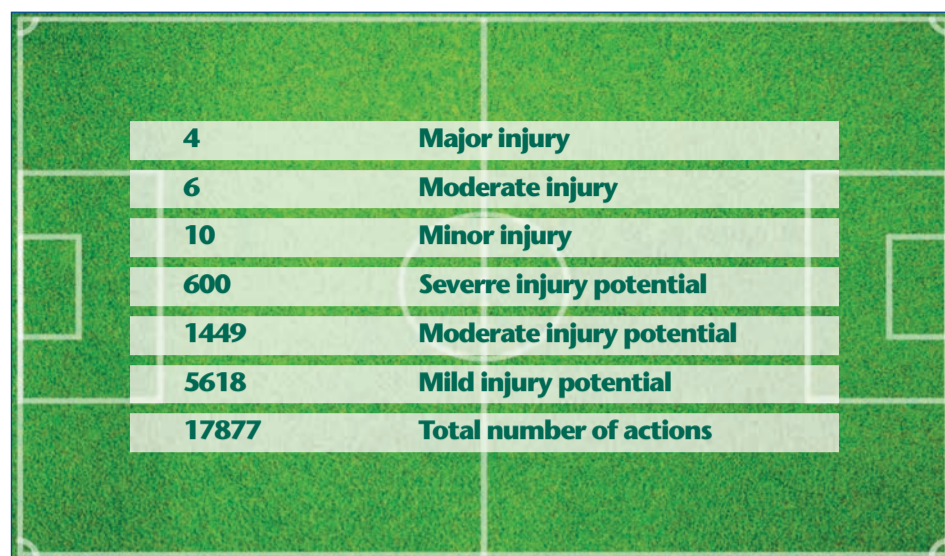 4 Major injury
6 Moderate injury
10 Minor injury
600 Severre injury potential
1449 Moderate injury potential
5618 Mild injury potential
17877 Total number of actions